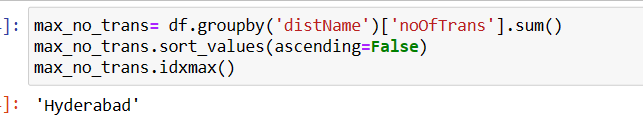 ]: max_no_trans= df.groupby('distName')['noOfTrans'].sum()
max_no_trans.sort_values(ascending=False)
max_no_trans.idxmax()
]: 'Hyderabad'